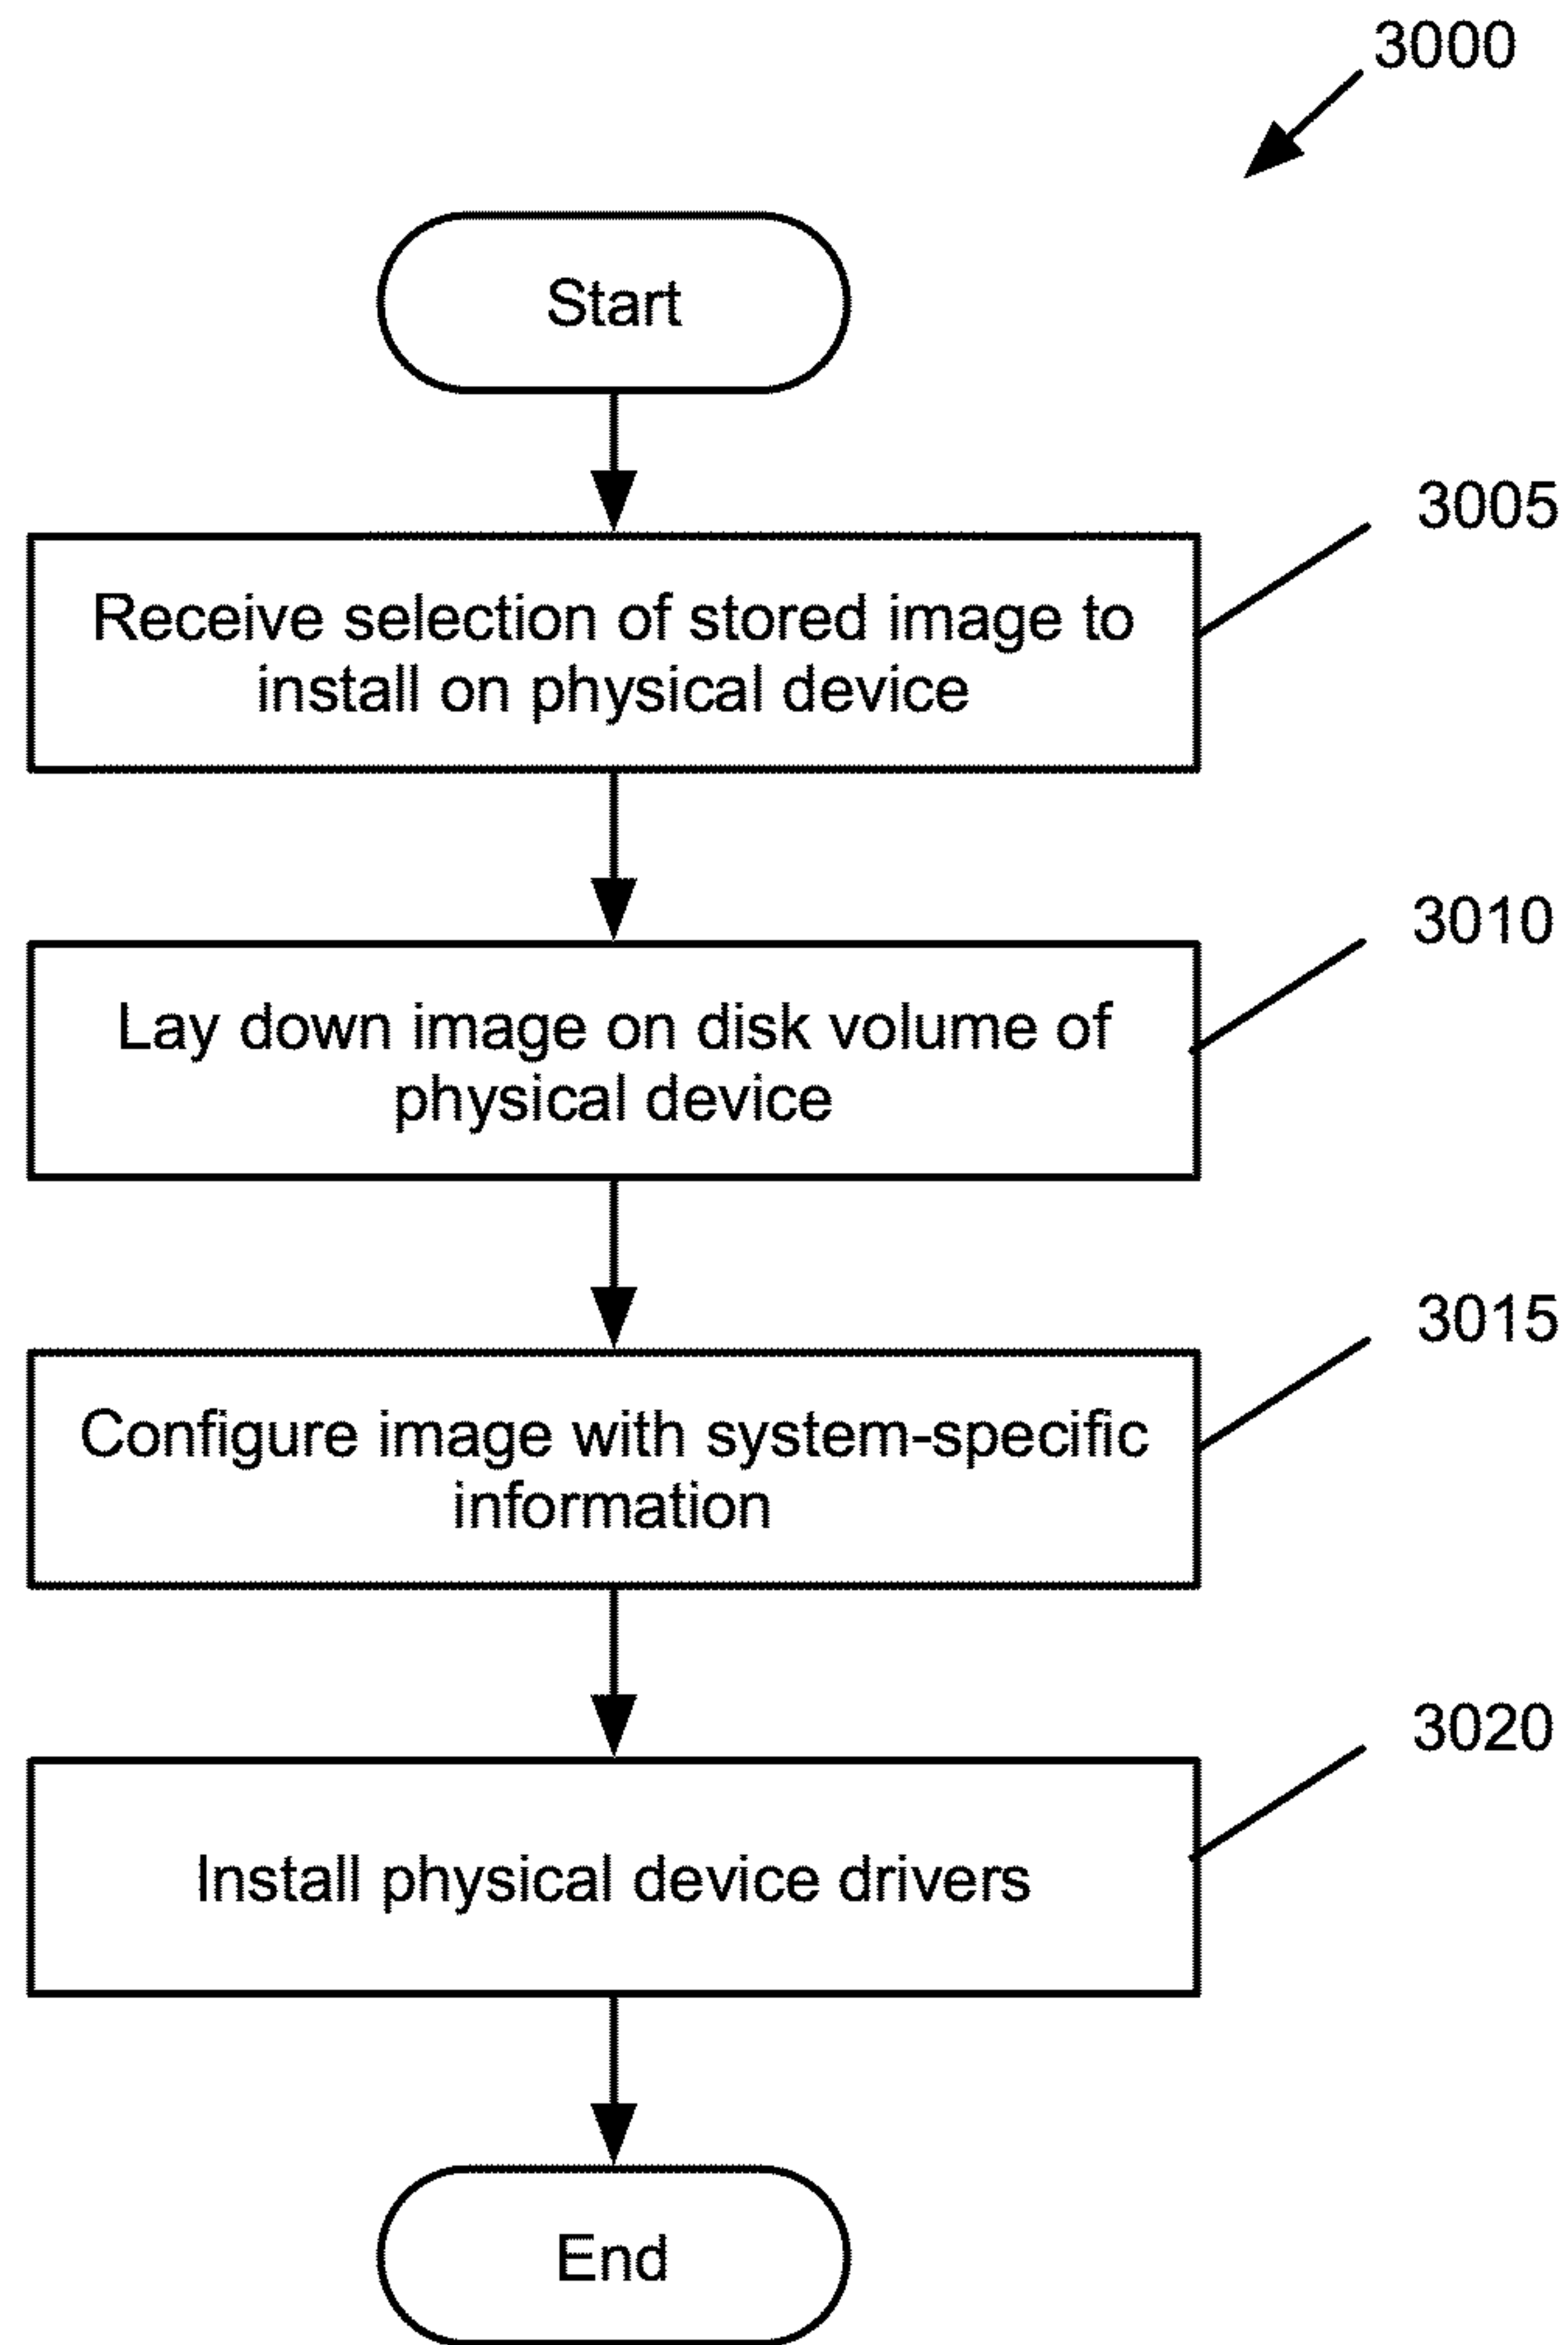 3000
Start
3005
Receive selection of stored image to
install on physical device
3010
Lay down image on disk volume of
physical device
3015
Configure image with system-specific
information
3020
Install physical device drivers
End